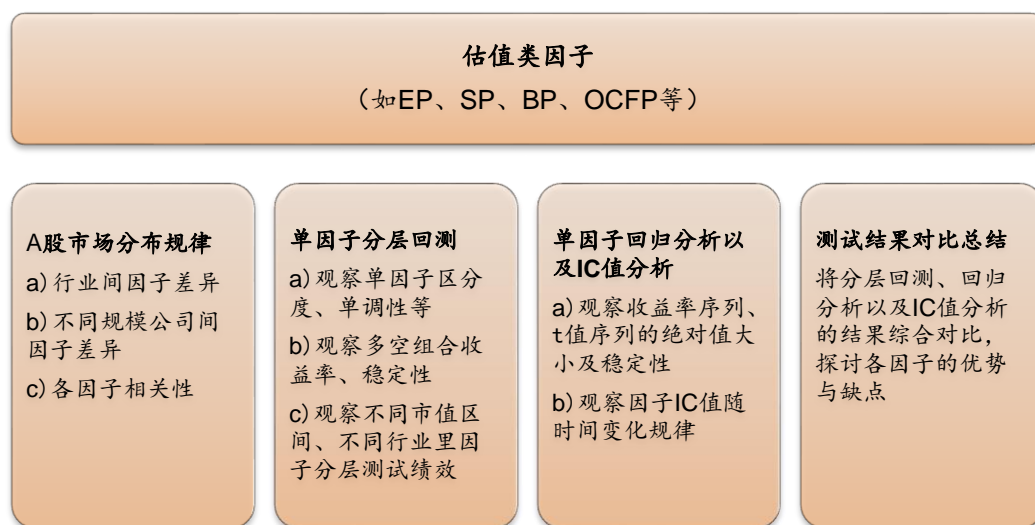 估值类因子
（如EP、SP、BP、OCFP等）
A股市场分布规律
a)行业间因子差异
b)不同规模公司间
因子差异
c)各因子相关性
单因子分层回测
a)观察单因子区分
度、单调性等
b)观察多空组合收
益率、稳定性
c)观察不同市值区
间、不同行业里因
子分层测试绩效
单因子回归分析以
及IC值分析
a)观察收益率序列、
t值序列的绝对值大
小及稳定性
b)观察因子IC值随
时间变化规律
测试结果对比总结
将分层回测、回归
分析以及IC值分析
的结果综合对比，
探讨各因子的优势
与缺点